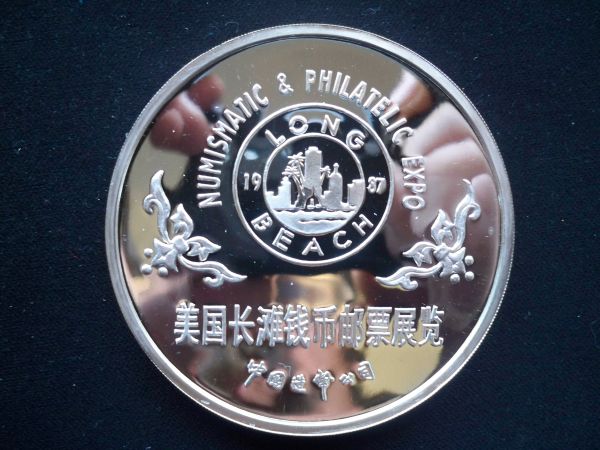 NUMISMATIC & PHILATELIC EXPO
LONG
19 87
BEACH
美国长滩钱币邮票展览
中国造币公司